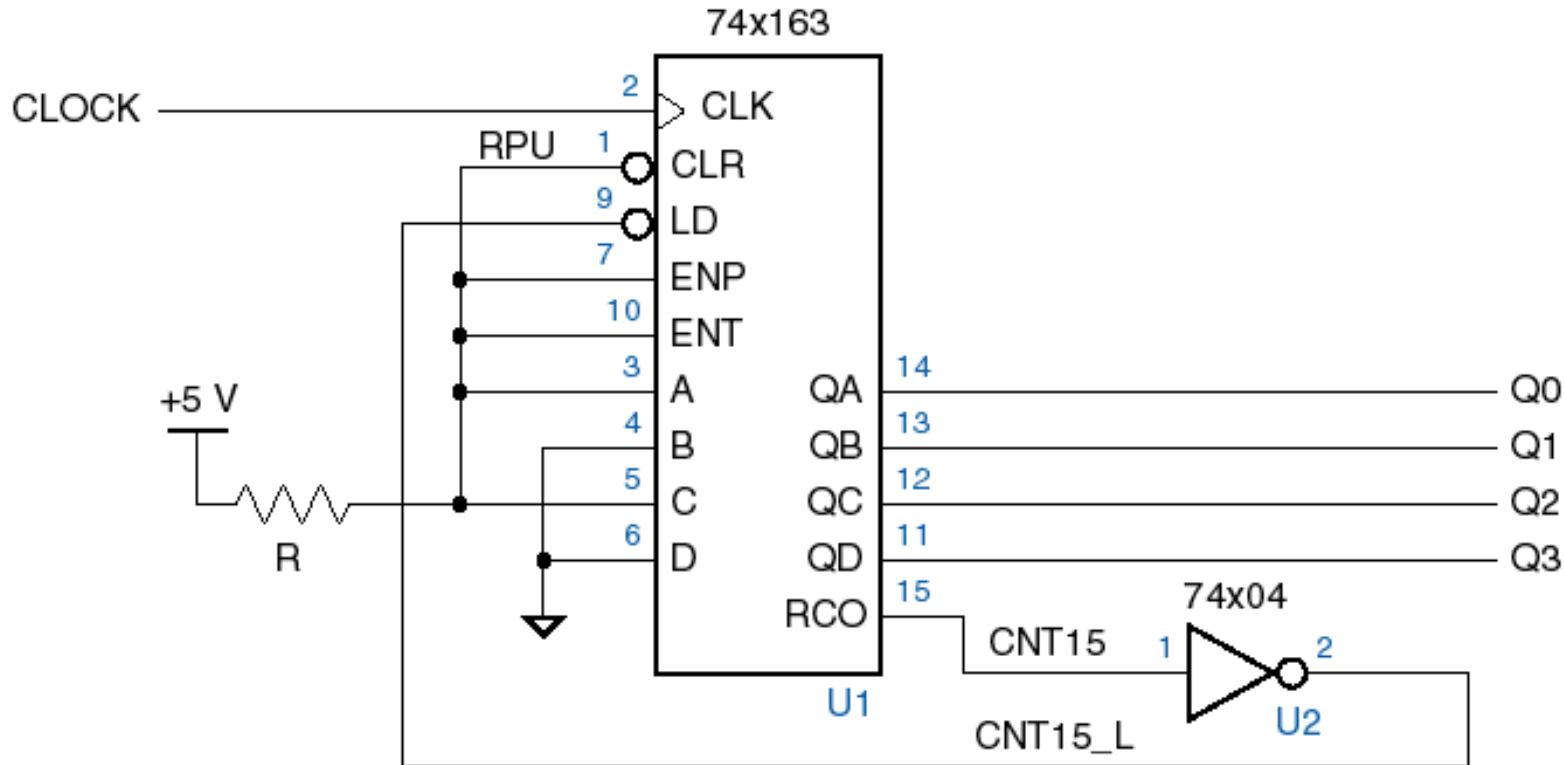 74x163
CLOCK
2
CLK
RPU
1
CLR
9
LD
7
ENP
10
ENT
3
A
QA
14
Q0
+5 V
4
B
QB
13
Q1
5
C
QC
12
Q2
R
6
D
QD
11
Q3
RCO
15
74x04
CNT15
1
2
U1
U2
CNT15_L